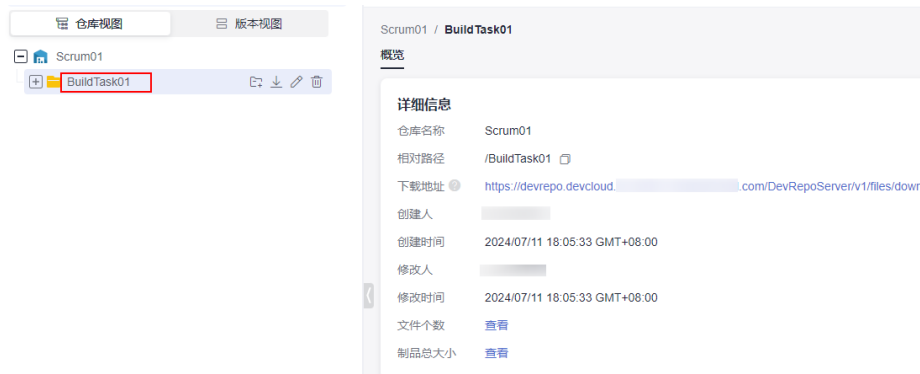 仓库视图
版本视图
Scrum01
BuildTask01
Scrum01 / BuildTask01
概览
详细信息
仓库名称 Scrum01
相对路径 /BuildTask01
下载地址 https://devrepo.devcloud. .com/DevRepoServer/v1/files/dowr
创建人
创建时间 2024/07/11 18:05:33 GMT+08:00
修改人
修改时间 2024/07/11 18:05:33 GMT+08:00
文件个数 查看
制品总大小 查看